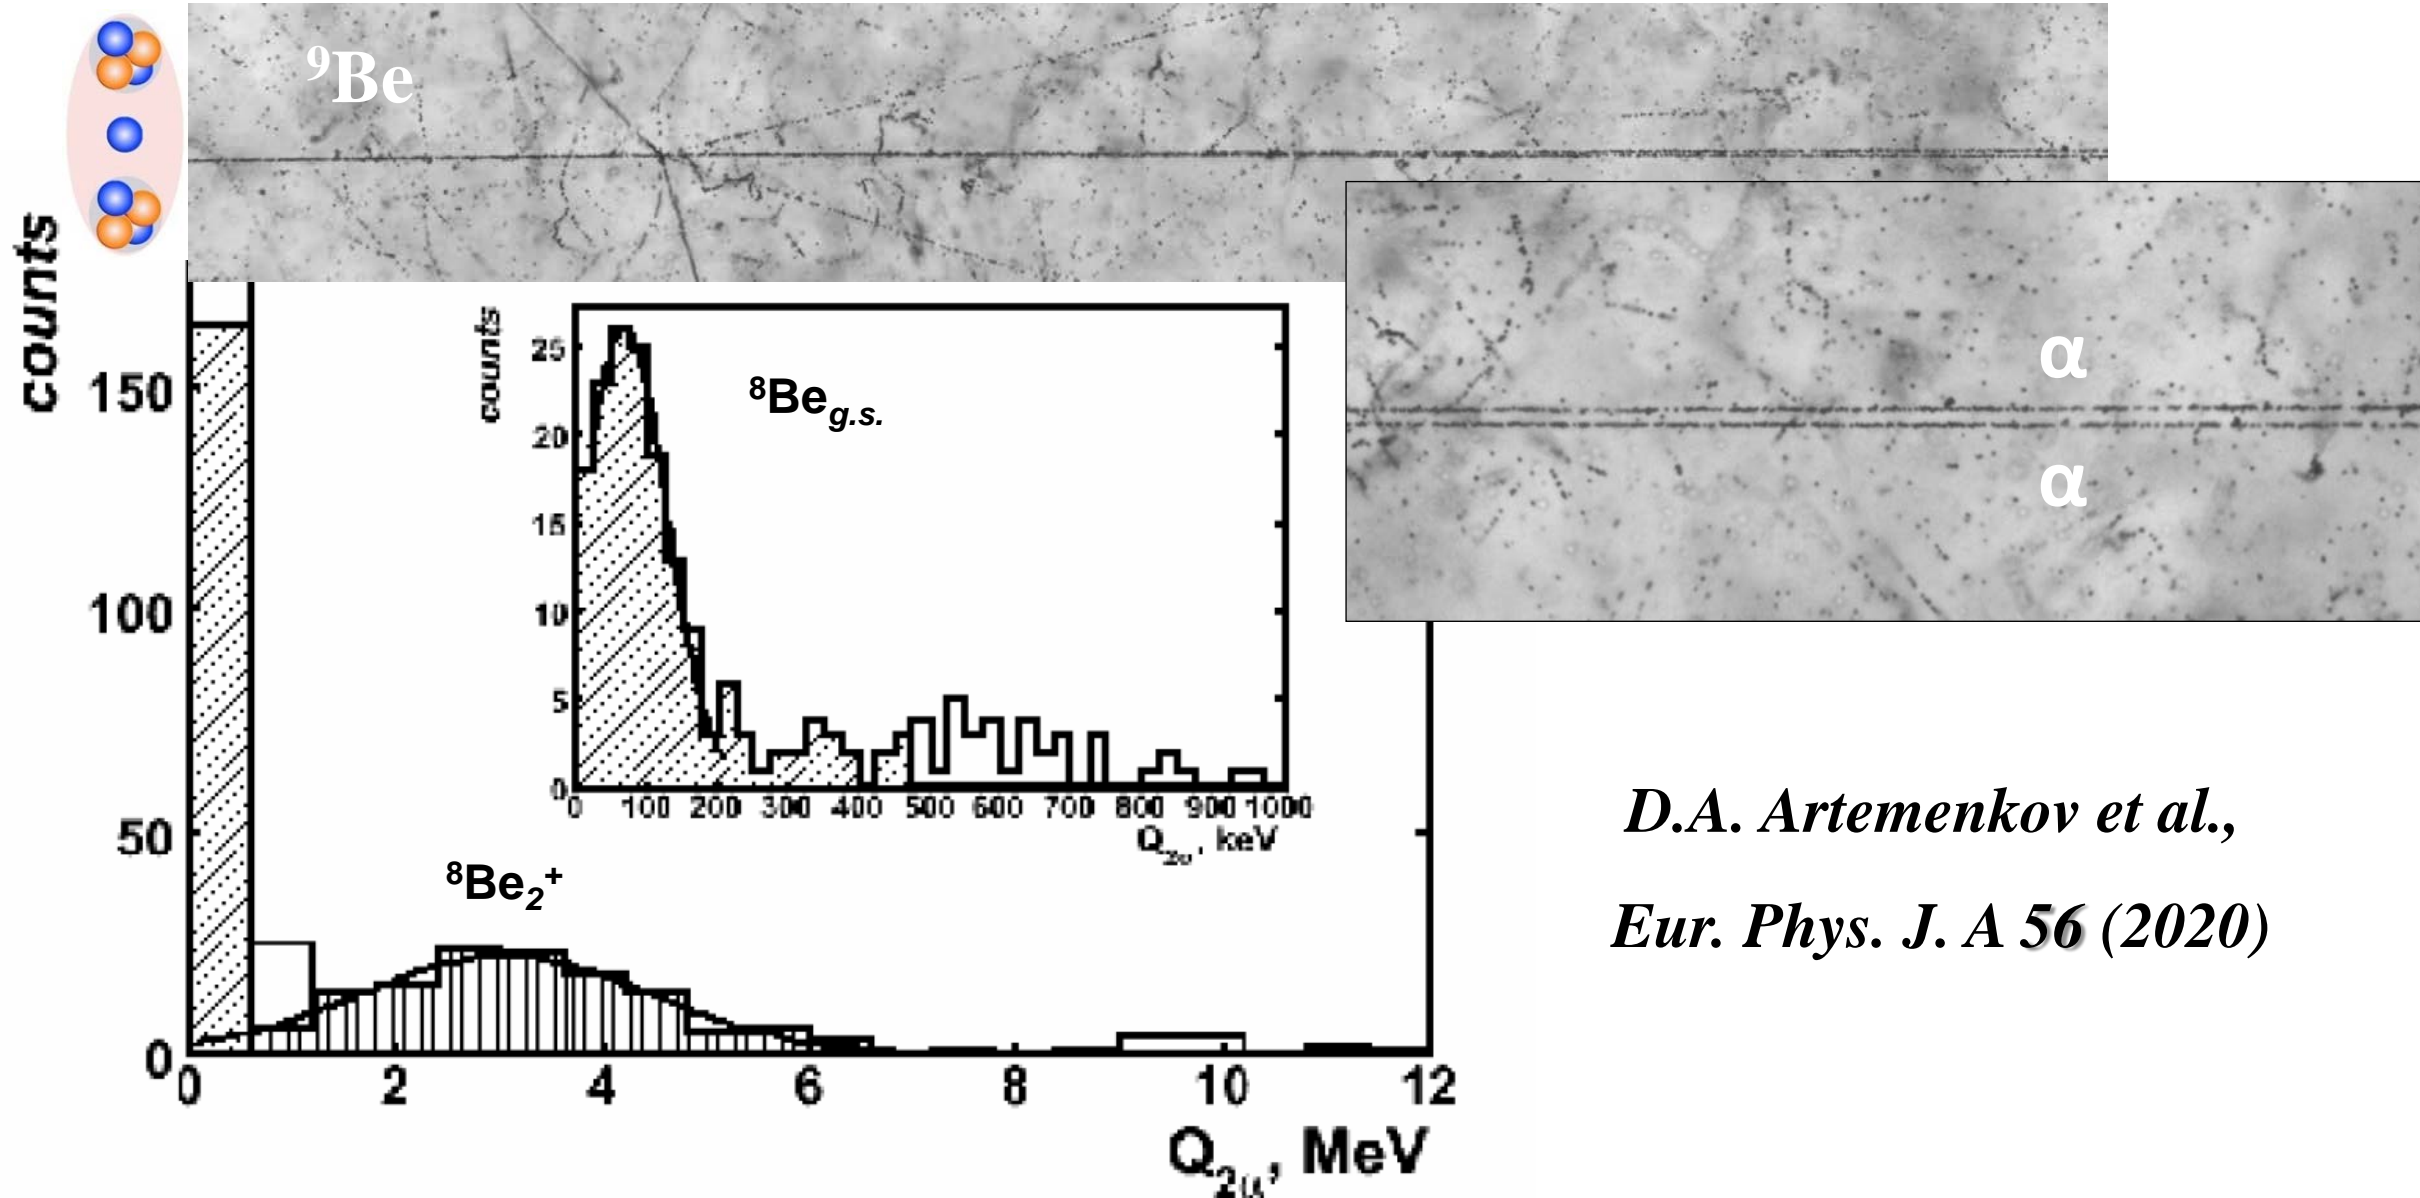 ⁹Be
α
α
counts
150
100
50
0
0 2 4 6 8 10 12
Q₂α, MeV
counts
25
20
15
10
5
0
0 100 200 300 400 500 600 700 800 900 1000
Q₂α, keV
⁸Be_g.s.
⁸Be₂⁺
D.A. Artemenkov et al.,
Eur. Phys. J. A 56 (2020)